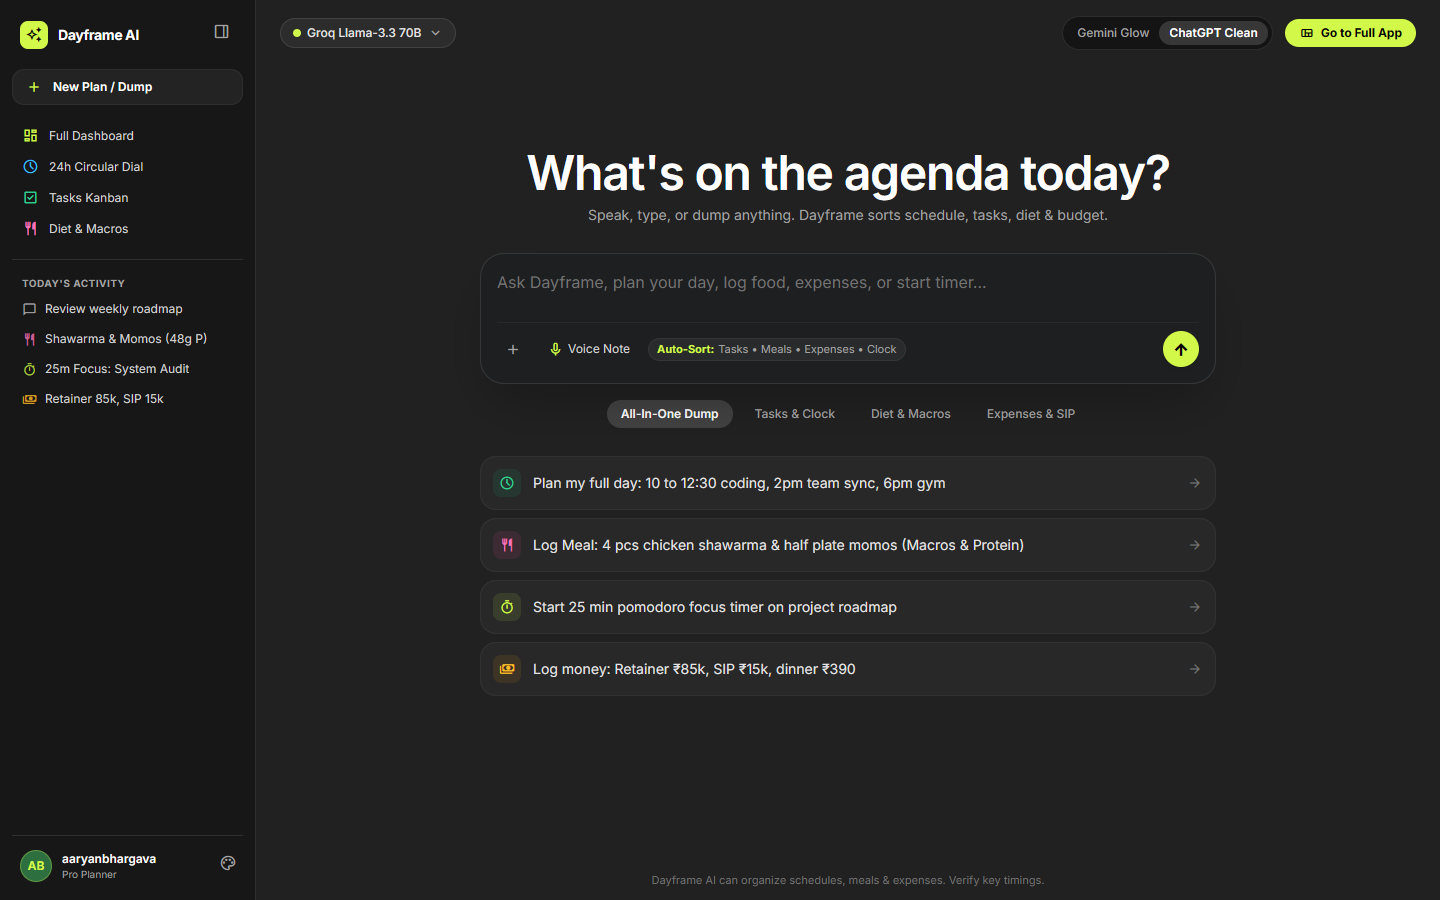 Dayframe AI
New Plan / Dump
Full Dashboard
24h Circular Dial
Tasks Kanban
Diet & Macros
TODAY'S ACTIVITY
Review weekly roadmap
Shawarma & Momos (48g P)
25m Focus: System Audit
Retainer 85k, SIP 15k
AB
aaryanbhargava
Pro Planner
Groq Llama-3.3 70B
Gemini Glow
ChatGPT Clean
Go to Full App
What's on the agenda today?
Speak, type, or dump anything. Dayframe sorts schedule, tasks, diet & budget.
Ask Dayframe, plan your day, log food, expenses, or start timer...
Voice Note
Auto-Sort: Tasks • Meals • Expenses • Clock
All-In-One Dump
Tasks & Clock
Diet & Macros
Expenses & SIP
Plan my full day: 10 to 12:30 coding, 2pm team sync, 6pm gym
Log Meal: 4 pcs chicken shawarma & half plate momos (Macros & Protein)
Start 25 min pomodoro focus timer on project roadmap
Log money: Retainer ₹85k, SIP ₹15k, dinner ₹390
Dayframe AI can organize schedules, meals & expenses. Verify key timings.